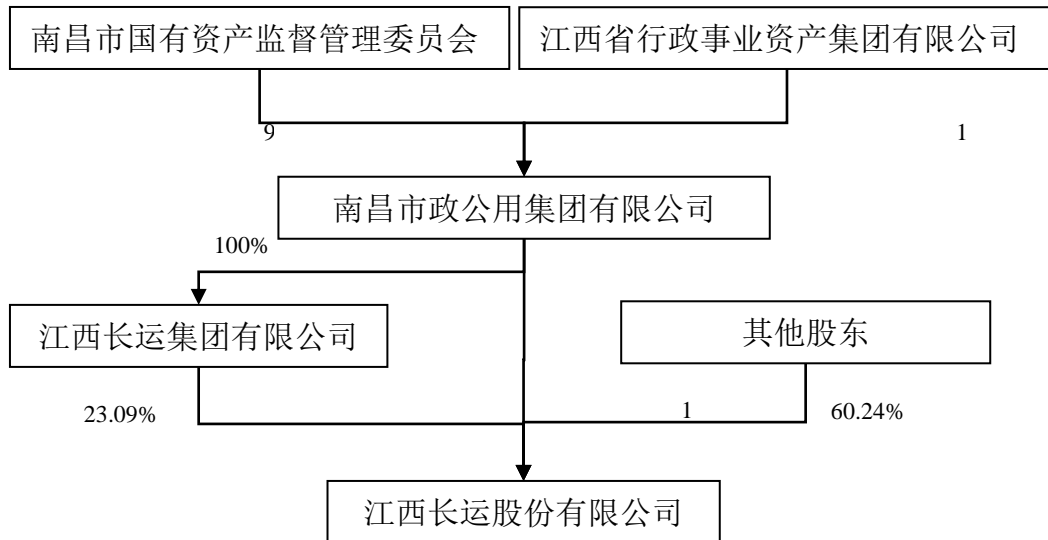 南昌市国有资产监督管理委员会
江西省行政事业资产集团有限公司
9
1
南昌市政公用集团有限公司
100%
江西长运集团有限公司
其他股东
23.09%
1
60.24%
江西长运股份有限公司